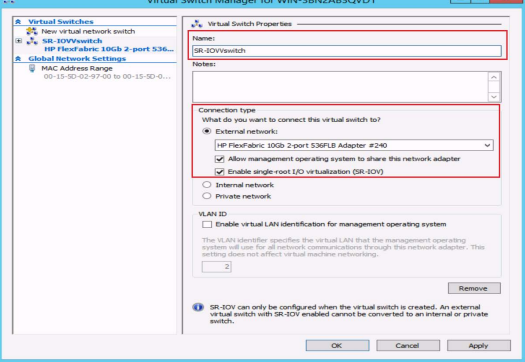 Virtual Switch Manager for WIN-SBN2AB3QVDT
Virtual Switches
New virtual network switch
SR-IOVVswitch
HP FlexFabric 10Gb 2-port 536...
Global Network Settings
MAC Address Range
00-15-5D-02-97-00 to 00-15-5D-0...
Virtual Switch Properties
Name:
SR-IOVVswitch
Notes:
Connection type
What do you want to connect this virtual switch to?
External network:
HP FlexFabric 10Gb 2-port 536FLB Adapter #240
Allow management operating system to share this network adapter
Enable single-root I/O virtualization (SR-IOV)
Internal network
Private network
VLAN ID
Enable virtual LAN identification for management operating system
The VLAN identifier specifies the virtual LAN that the management operating
system will use for all network communications through this network adapter. This
setting does not affect virtual machine networking.
2
Remove
SR-IOV can only be configured when the virtual switch is created. An external
virtual switch with SR-IOV enabled cannot be converted to an internal or private
switch.
OK
Cancel
Apply